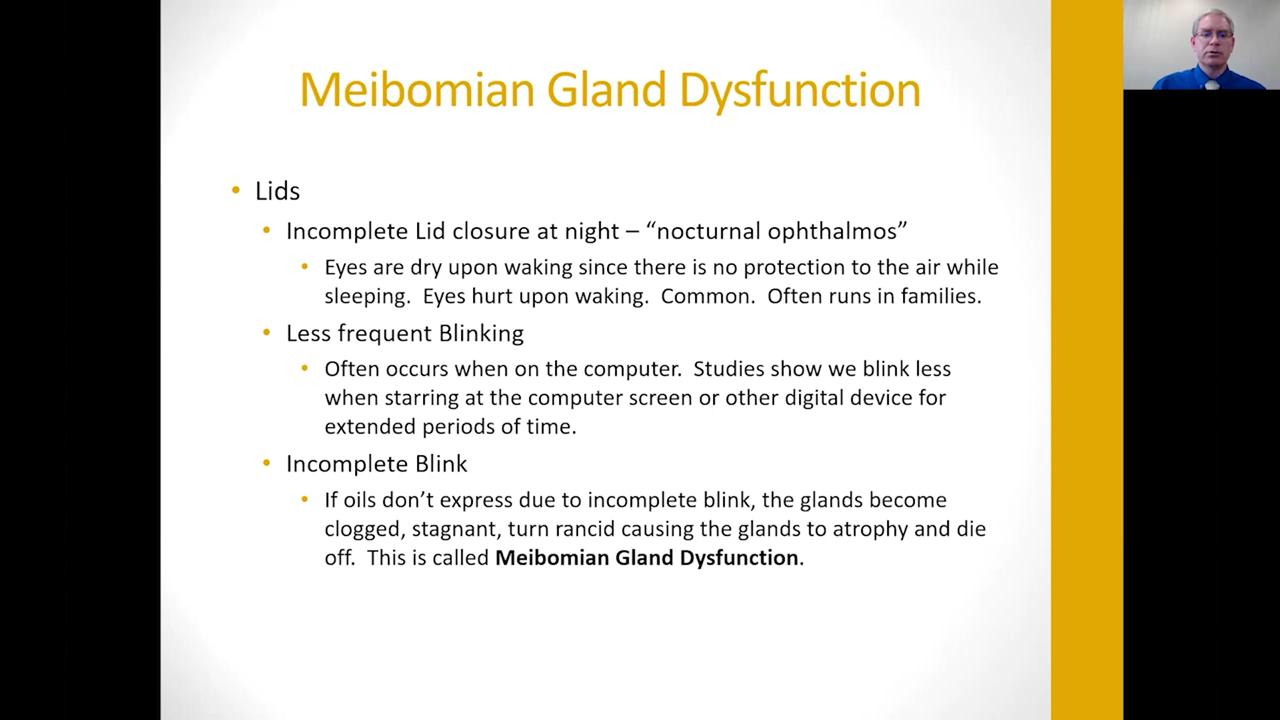 Meibomian Gland Dysfunction
• Lids
• Incomplete Lid closure at night – “nocturnal ophthalmos”
• Eyes are dry upon waking since there is no protection to the air while
sleeping. Eyes hurt upon waking. Common. Often runs in families.
• Less frequent Blinking
• Often occurs when on the computer. Studies show we blink less
when starring at the computer screen or other digital device for
extended periods of time.
• Incomplete Blink
• If oils don’t express due to incomplete blink, the glands become
clogged, stagnant, turn rancid causing the glands to atrophy and die
off. This is called Meibomian Gland Dysfunction.